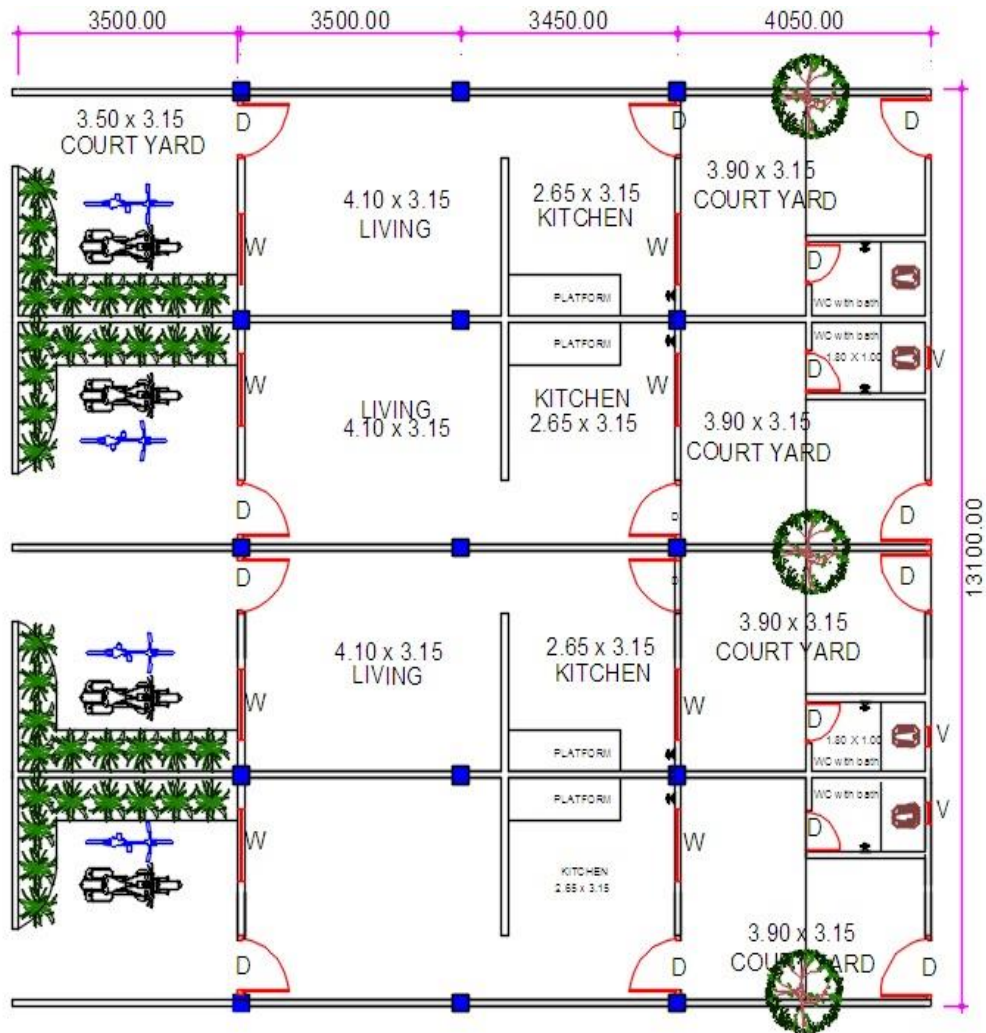 3500.00 3500.00 3450.00 4050.00
D D D
3.50 x 3.15
COURT YARD
3.90 x 3.15
COURT YARD
4.10 x 3.15
LIVING
2.65 x 3.15
KITCHEN
W W
D
PLATFORM
WC with bath
PLATFORM
WC with bath
1.80 X 1.00
V
D
W W
LIVING
4.10 x 3.15
KITCHEN
2.65 x 3.15
3.90 x 3.15
COURT YARD
D D D
13100.00
D D D
3.90 x 3.15
COURT YARD
4.10 x 3.15
LIVING
2.65 x 3.15
KITCHEN
W W
D
V
1.80 X 1.00
PLATFORM
WC with bath
PLATFORM
WC with bath
V
D
W W
KITCHEN
2.65 x 3.15
3.90 x 3.15
COURT YARD
D D D